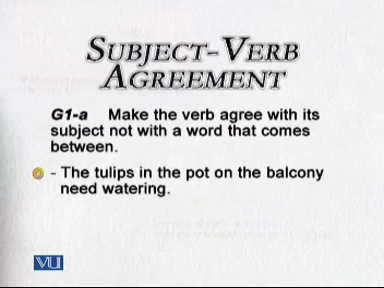 SUBJECT-VERB
AGREEMENT
G1-a Make the verb agree with its
subject not with a word that comes
between.
- The tulips in the pot on the balcony
need watering.
VU